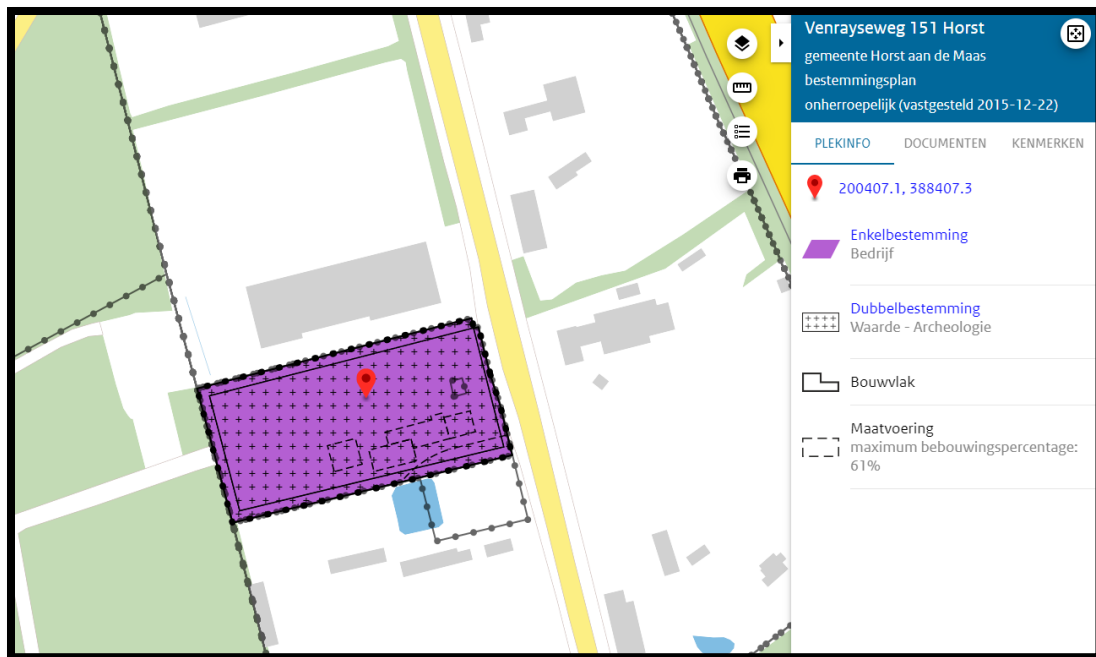 Venrayseweg 151 Horst
gemeente Horst aan de Maas
bestemmingsplan
onherroepelijk (vastgesteld 2015-12-22)
PLEKINFO DOCUMENTEN KENMERKEN
200407.1, 388407.3
Enkelbestemming
Bedrijf
Dubbelbestemming
Waarde - Archeologie
Bouwvlak
Maatvoering
maximum bebouwingspercentage:
61%